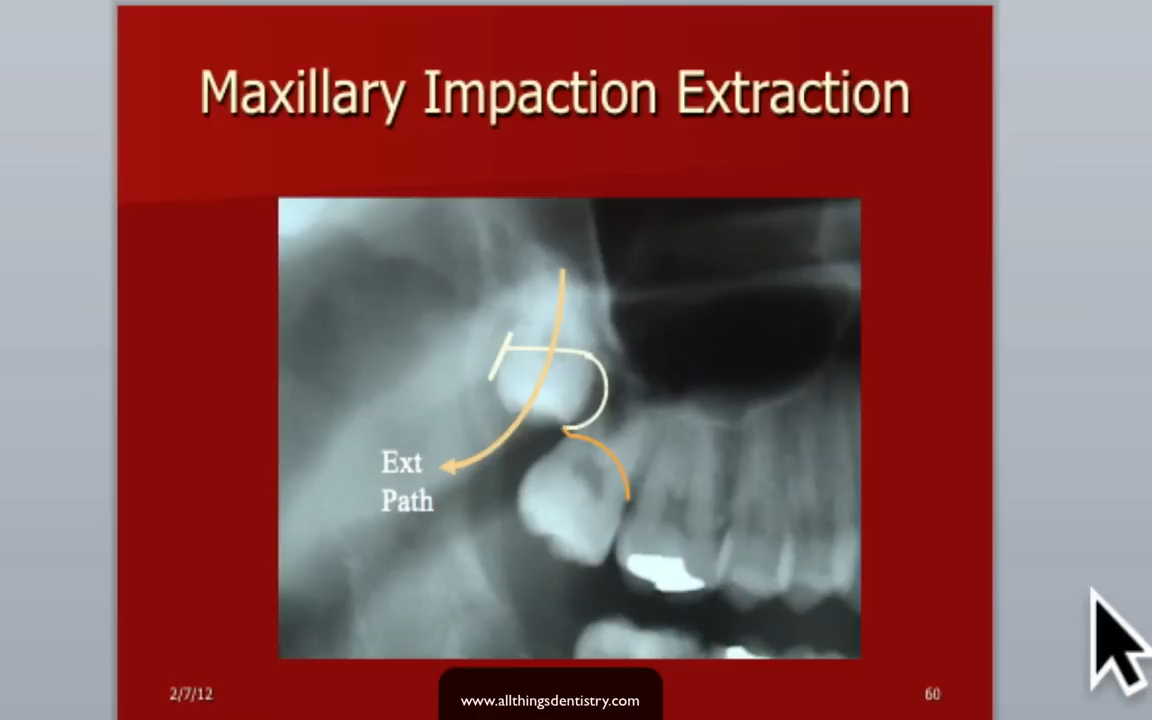 Maxillary Impaction Extraction
Ext
Path
2/7/12
www.allthingsdentistry.com
60